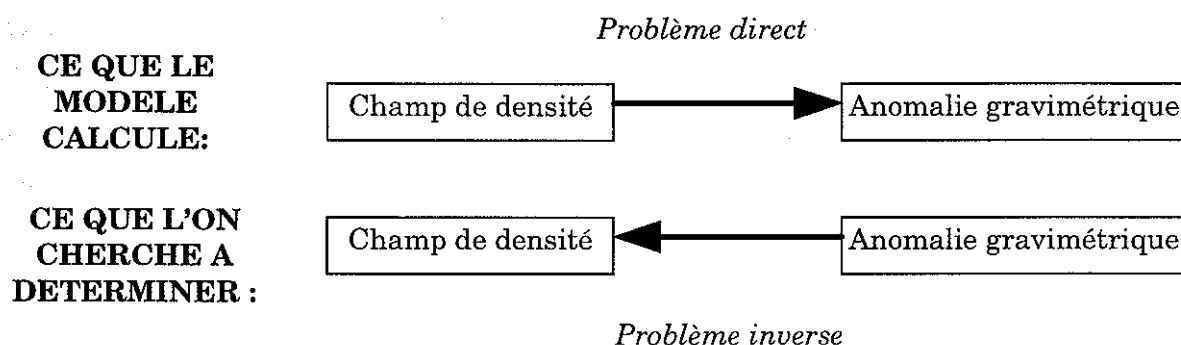 Problème direct
CE QUE LE
MODELE
CALCULE:
Champ de densité
Anomalie gravimétrique
CE QUE L'ON
CHERCHE A
DETERMINER :
Champ de densité
Anomalie gravimétrique
Problème inverse